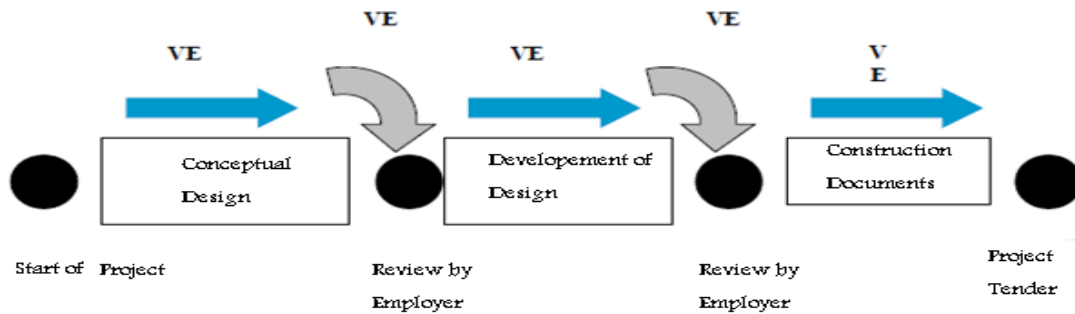 VE
VE
VE
VE
V
E
Conceptual
Design
Developement of
Design
Construction
Documents
Start of Project
Review by
Employer
Review by
Employer
Project
Tender